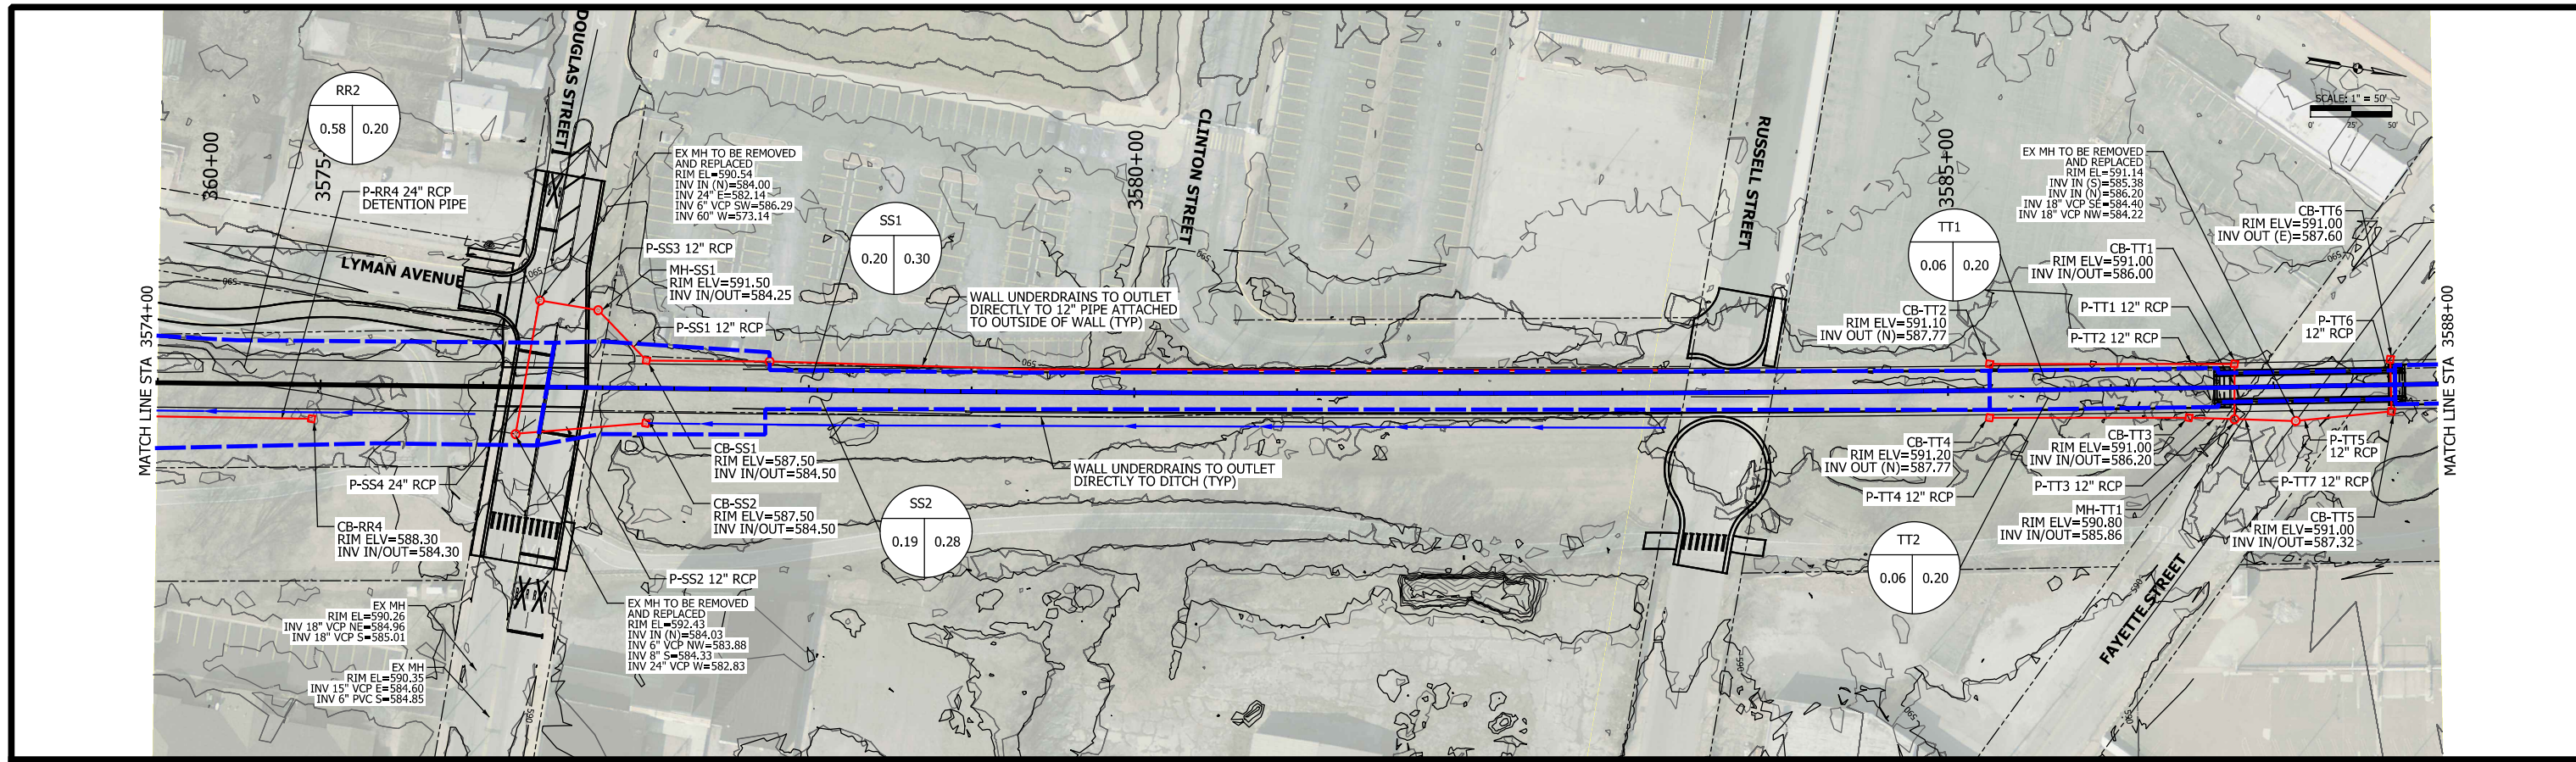 DOUGLAS STREET
CLINTON STREET
RUSSELL STREET
LYMAN AVENUE
FAYETTE STREET
MATCH LINE STA 3574+00
MATCH LINE STA 3588+00
360+00
3575
3580+00
3585+00
SCALE: 1" = 50'
0' 25' 50'
RR2
0.58 0.20
P-RR4 24" RCP
DETENTION PIPE
EX MH TO BE REMOVED
AND REPLACED
RIM EL=590.54
INV IN (N)=584.00
INV 24" E=582.14
INV 6" VCP SW=586.29
INV 60" W=573.14
P-SS3 12" RCP
MH-SS1
RIM ELV=591.50
INV IN/OUT=584.25
P-SS1 12" RCP
SS1
0.20 0.30
WALL UNDERDRAINS TO OUTLET
DIRECTLY TO 12" PIPE ATTACHED
TO OUTSIDE OF WALL (TYP)
EX MH TO BE REMOVED
AND REPLACED
RIM EL=591.14
INV IN (S)=585.38
INV IN (N)=586.20
INV 18" VCP SE=584.40
INV 18" VCP NW=584.22
TT1
0.06 0.20
CB-TT6
RIM ELV=591.00
INV OUT (E)=587.60
CB-TT1
RIM ELV=591.00
INV IN/OUT=586.00
CB-TT2
RIM ELV=591.10
INV OUT (N)=587.77
P-TT1 12" RCP
P-TT2 12" RCP
P-TT6
12" RCP
P-SS4 24" RCP
CB-RR4
RIM ELV=588.30
INV IN/OUT=584.30
CB-SS1
RIM ELV=587.50
INV IN/OUT=584.50
CB-SS2
RIM ELV=587.50
INV IN/OUT=584.50
SS2
0.19 0.28
WALL UNDERDRAINS TO OUTLET
DIRECTLY TO DITCH (TYP)
P-SS2 12" RCP
EX MH TO BE REMOVED
AND REPLACED
RIM EL=592.43
INV IN (N)=584.03
INV 6" VCP NW=583.88
INV 8" S=584.33
INV 24" VCP W=582.83
EX MH
RIM EL=590.26
INV 18" VCP NE=584.96
INV 18" VCP S=585.01
EX MH
RIM EL=590.35
INV 15" VCP E=584.60
INV 6" PVC S=584.85
CB-TT4
RIM ELV=591.20
INV OUT (N)=587.77
P-TT4 12" RCP
CB-TT3
RIM ELV=591.00
INV IN/OUT=586.20
P-TT3 12" RCP
MH-TT1
RIM ELV=590.80
INV IN/OUT=585.86
P-TT5
12" RCP
P-TT7 12" RCP
CB-TT5
RIM ELV=591.00
INV IN/OUT=587.32
TT2
0.06 0.20
590
590
590
590
590
590
590
590
590
590